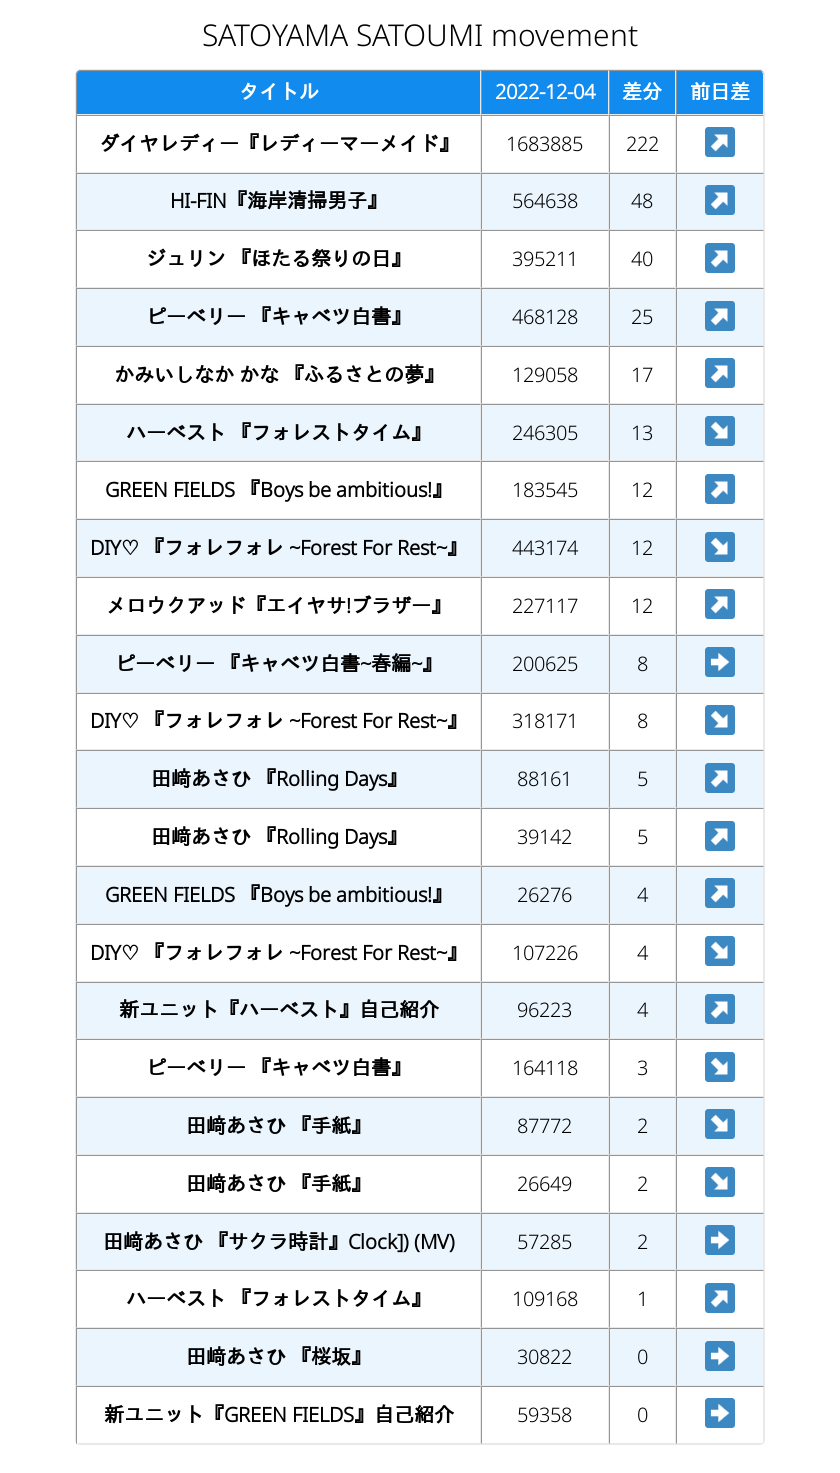 SATOYAMA SATOUMI movement
タイトル 2022-12-04 差分 前日差
ダイヤレディー『レディーマーメイド』 1683885 222
HI-FIN『海岸清掃男子』 564638 48
ジュリン 『ほたる祭りの日』 395211 40
ピーベリー 『キャベツ白書』 468128 25
かみいしなか かな 『ふるさとの夢』 129058 17
ハーベスト 『フォレストタイム』 246305 13
GREEN FIELDS 『Boys be ambitious!』 183545 12
DIY♡ 『フォレフォレ ~Forest For Rest~』 443174 12
メロウクアッド『エイヤサ!ブラザー』 227117 12
ピーベリー 『キャベツ白書~春編~』 200625 8
DIY♡ 『フォレフォレ ~Forest For Rest~』 318171 8
田﨑あさひ 『Rolling Days』 88161 5
田﨑あさひ 『Rolling Days』 39142 5
GREEN FIELDS 『Boys be ambitious!』 26276 4
DIY♡ 『フォレフォレ ~Forest For Rest~』 107226 4
新ユニット『ハーベスト』自己紹介 96223 4
ピーベリー 『キャベツ白書』 164118 3
田﨑あさひ 『手紙』 87772 2
田﨑あさひ 『手紙』 26649 2
田﨑あさひ 『サクラ時計』Clock]) (MV) 57285 2
ハーベスト 『フォレストタイム』 109168 1
田﨑あさひ 『桜坂』 30822 0
新ユニット『GREEN FIELDS』自己紹介 59358 0